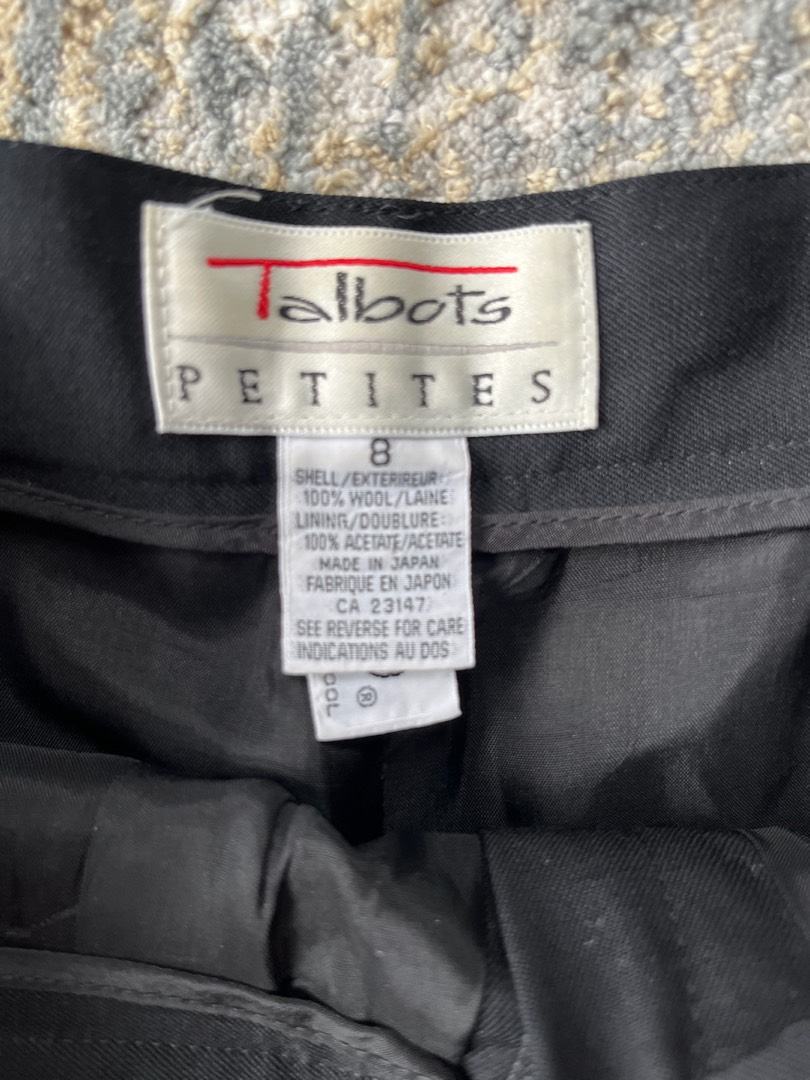 Talbots
PETITES
8
SHELL/EXTERIREUR:
100% WOOL/LAINE
LINING/DOUBLURE:
100% ACETATE/ACETATE
MADE IN JAPAN
FABRIQUE EN JAPON
CA 23147
SEE REVERSE FOR CARE
INDICATIONS AU DOS
®